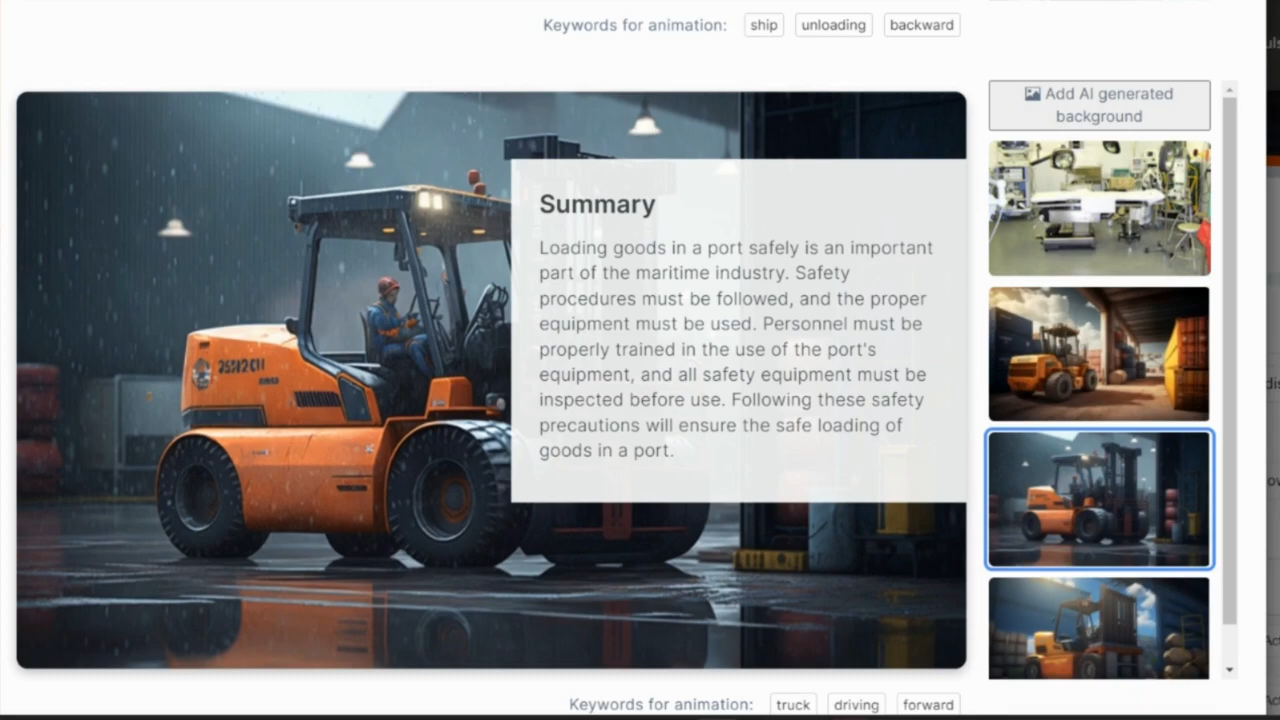 Keywords for animation: ship unloading backward
Add AI generated
background
Summary
Loading goods in a port safely is an important
part of the maritime industry. Safety
procedures must be followed, and the proper
equipment must be used. Personnel must be
properly trained in the use of the port's
equipment, and all safety equipment must be
inspected before use. Following these safety
precautions will ensure the safe loading of
goods in a port.
Keywords for animation: truck driving forward